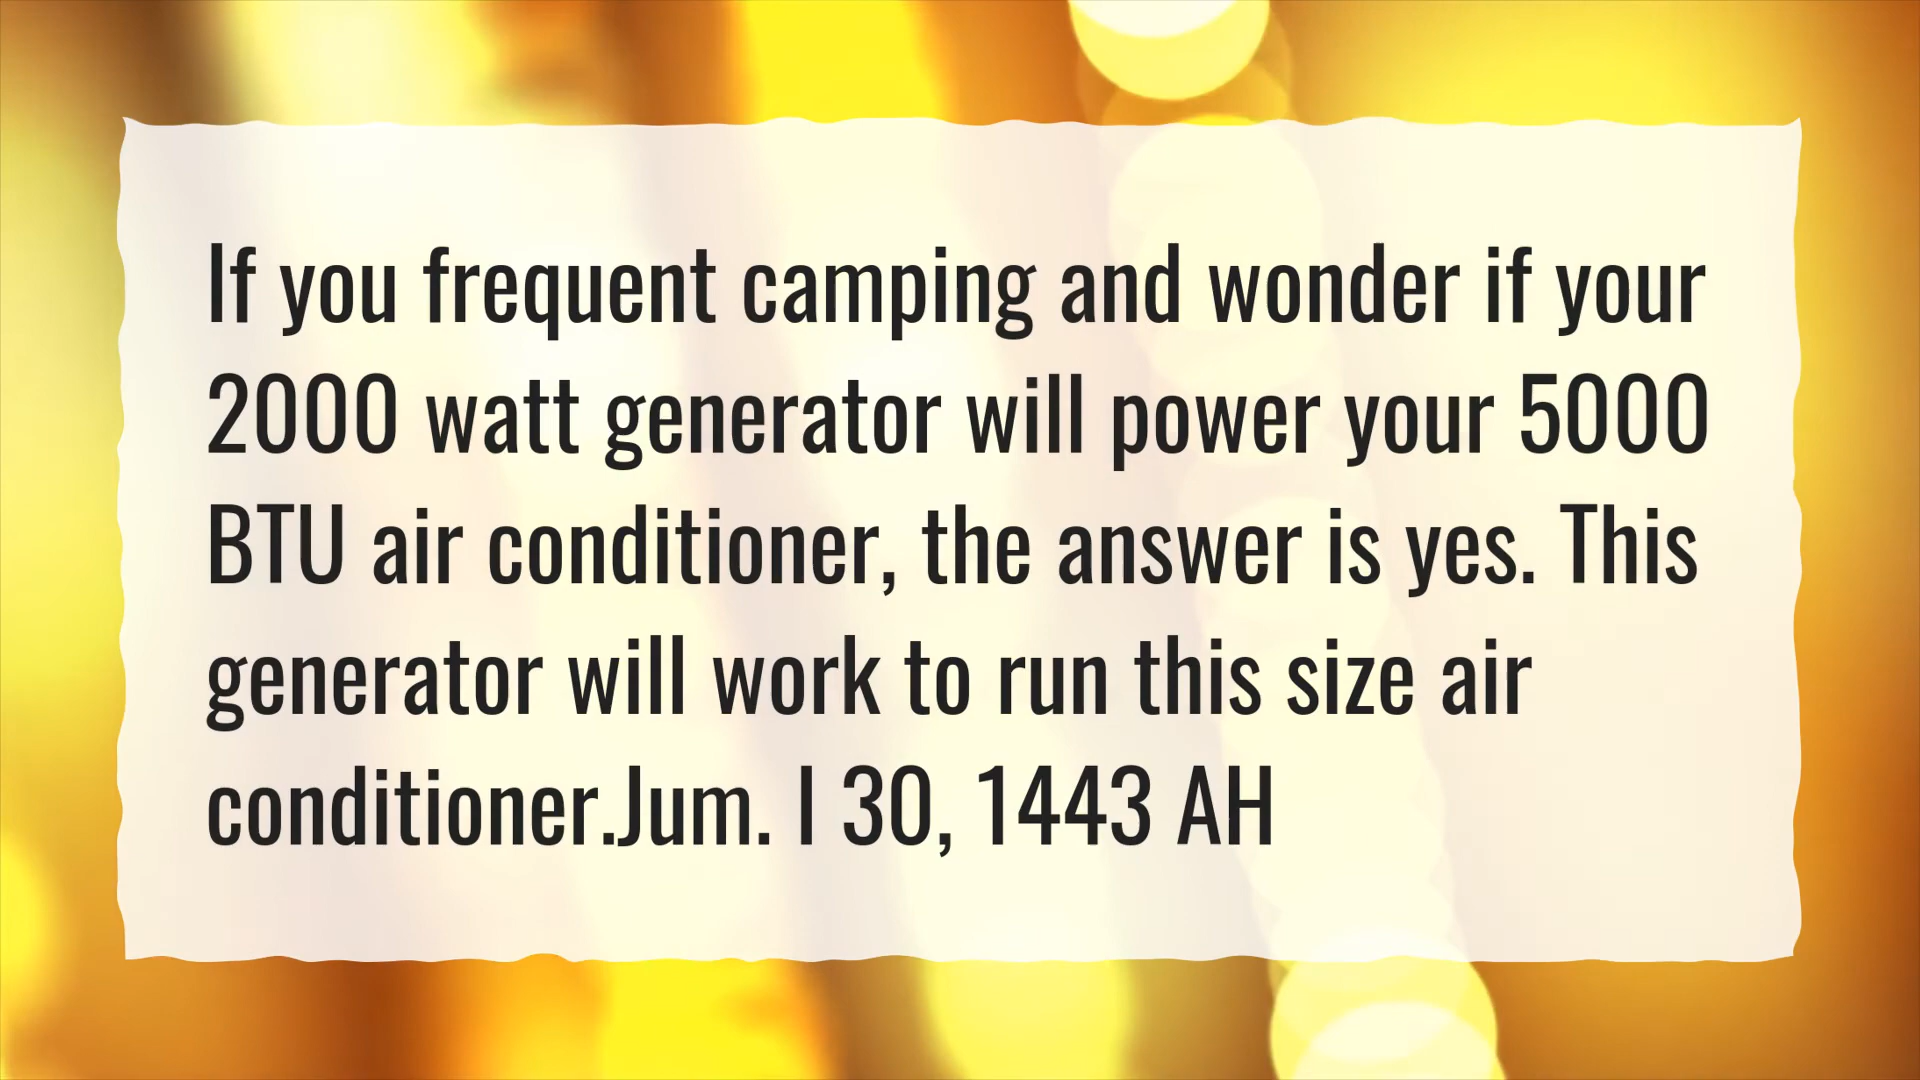 If you frequent camping and wonder if your
2000 watt generator will power your 5000
BTU air conditioner, the answer is yes. This
generator will work to run this size air
conditioner.Jum. I 30, 1443 AH